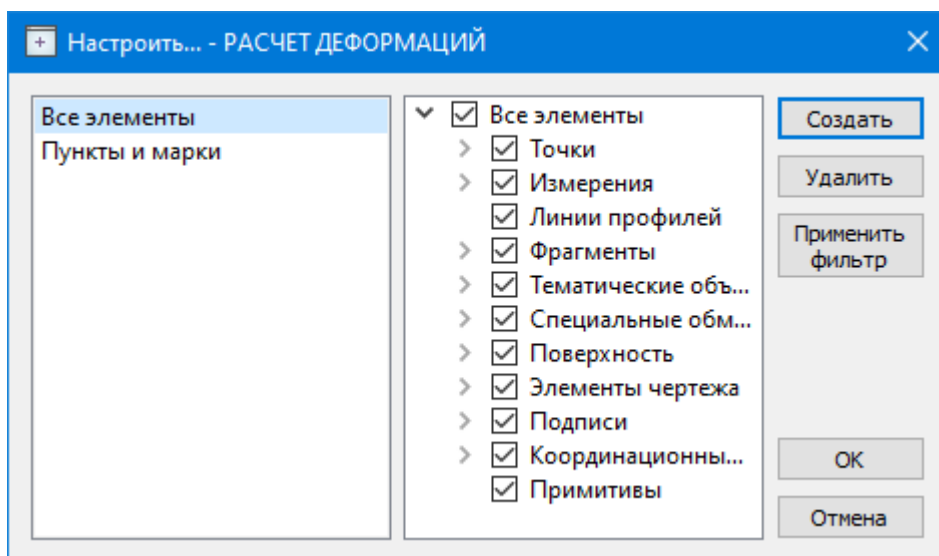 Настроить... - РАСЧЕТ ДЕФОРМАЦИЙ
Все элементы
Пункты и марки
Все элементы
Точки
Измерения
Линии профилей
Фрагменты
Тематические объ...
Специальные обм...
Поверхность
Элементы чертежа
Подписи
Координационны...
Примитивы
Создать
Удалить
Применить
фильтр
ОК
Отмена